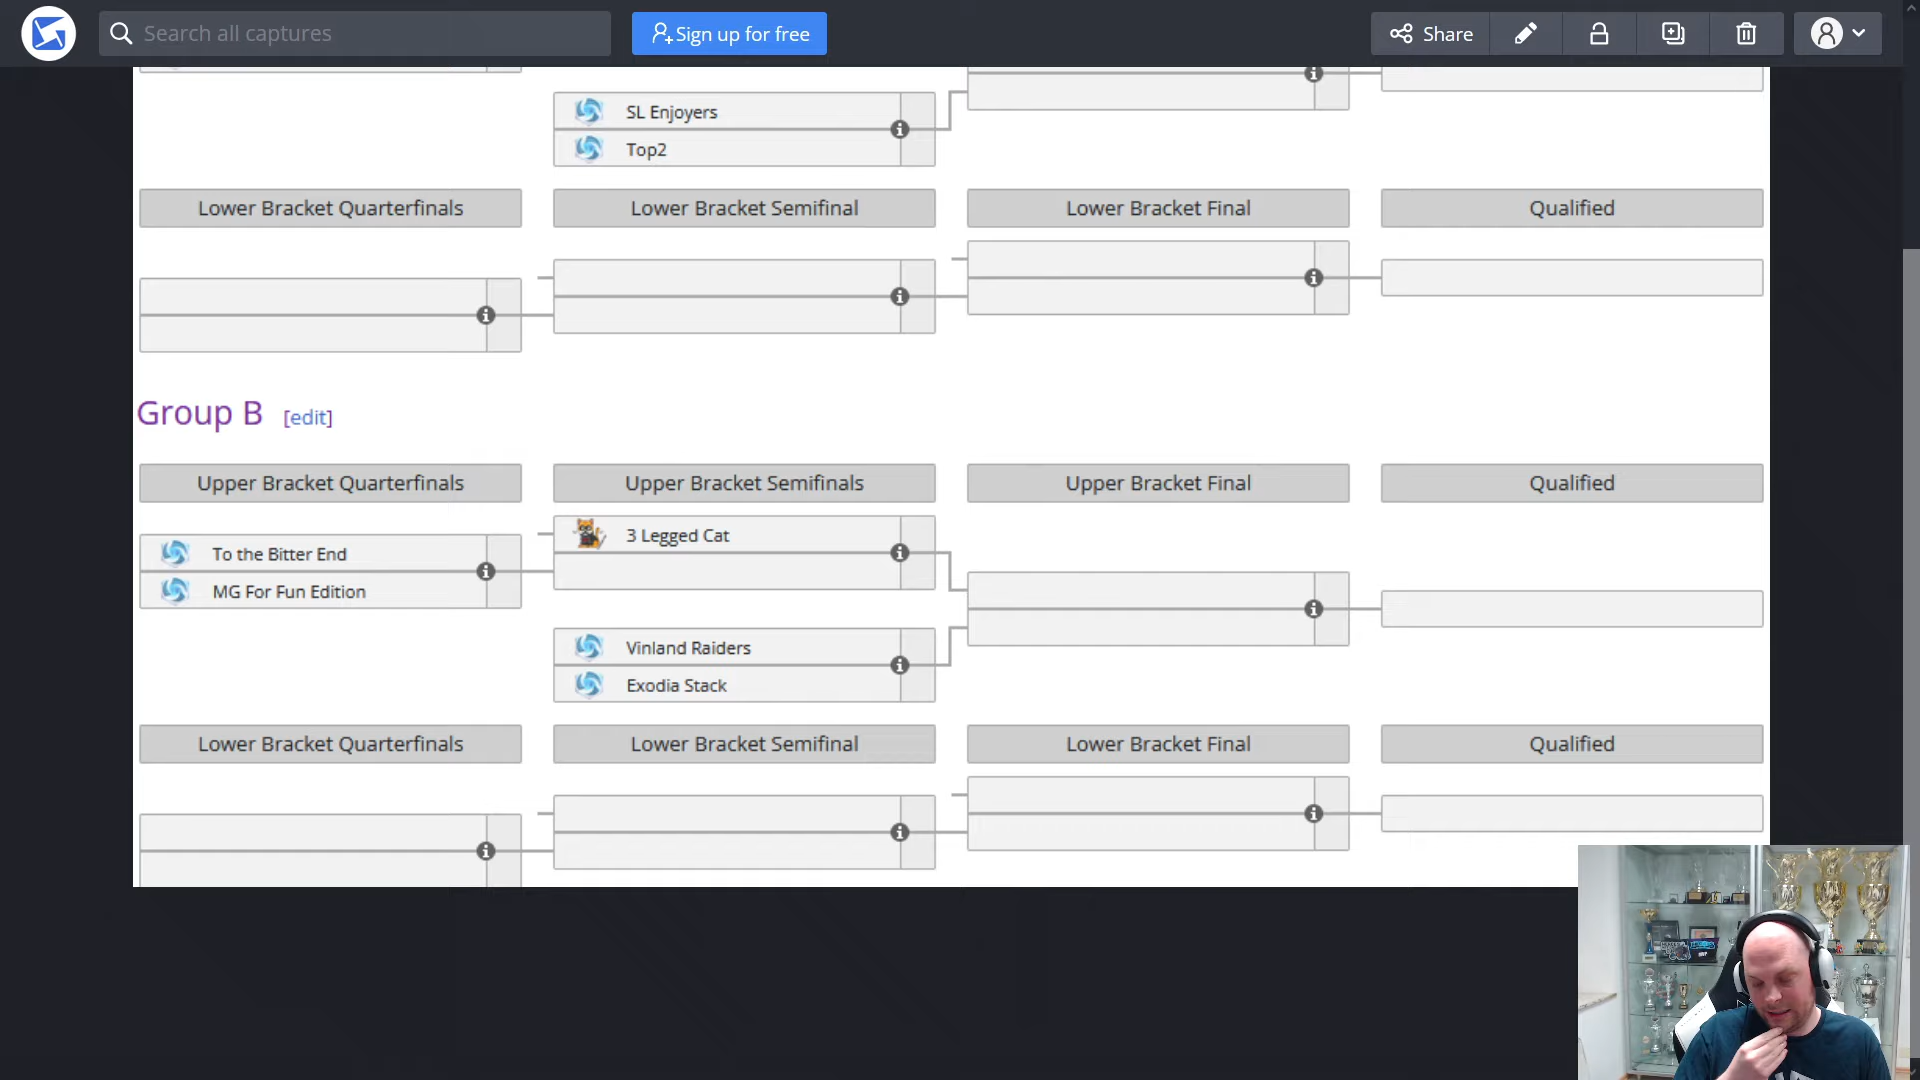 Search all captures
Sign up for free
Share
SL Enjoyers
Top2
Lower Bracket Quarterfinals
Lower Bracket Semifinal
Lower Bracket Final
Qualified
Group B [edit]
Upper Bracket Quarterfinals
Upper Bracket Semifinals
Upper Bracket Final
Qualified
To the Bitter End
MG For Fun Edition
3 Legged Cat
Vinland Raiders
Exodia Stack
Lower Bracket Quarterfinals
Lower Bracket Semifinal
Lower Bracket Final
Qualified